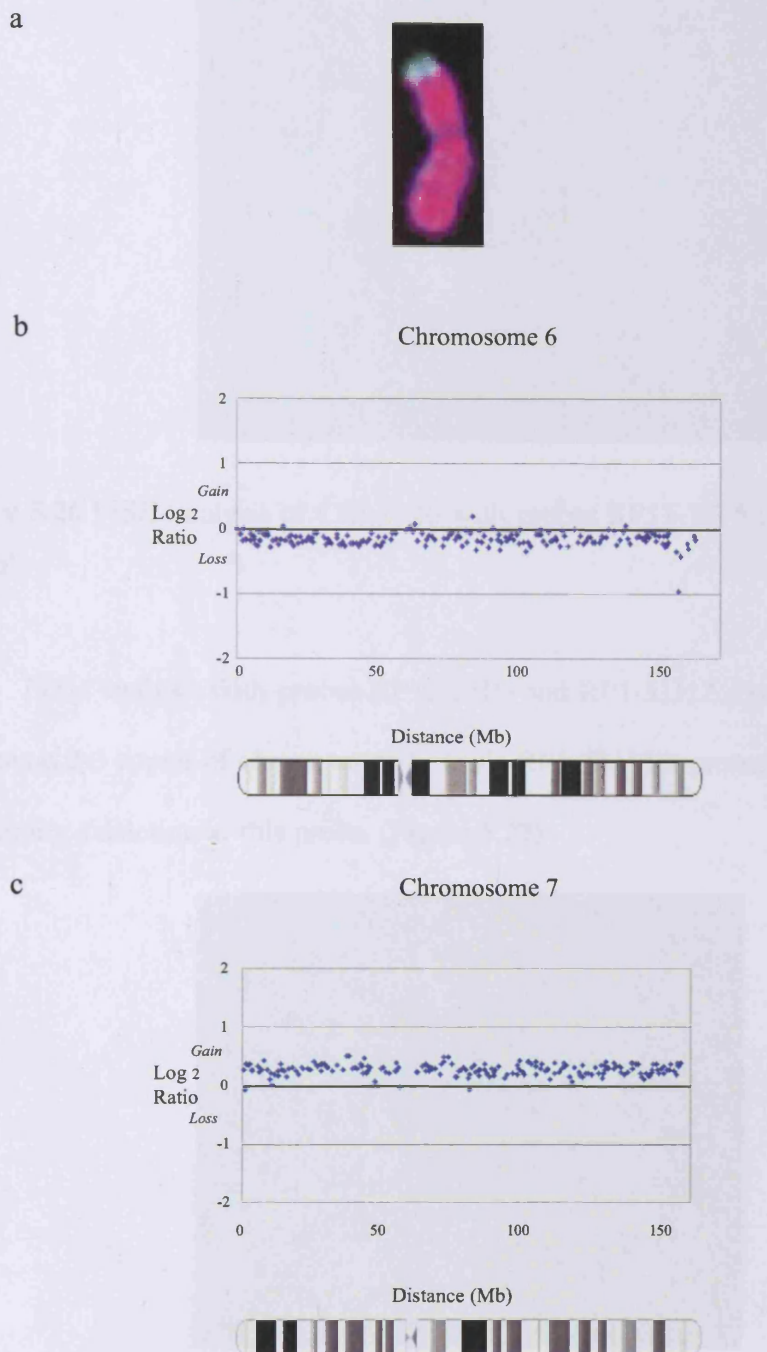 a
b
Chromosome 6
2
1
Gain
Log 2
0
Ratio
Loss
-1
-2
0 50 100 150
Distance (Mb)
c
Chromosome 7
2
1
Gain
Log 2
0
Ratio
Loss
-1
-2
0 50 100 150
Distance (Mb)